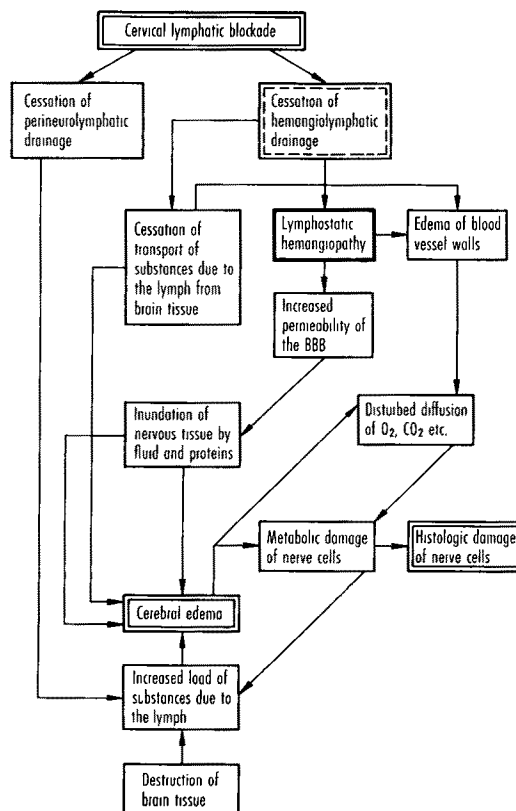 Cervical lymphatic blockade
Cessation of
perineurolymphatic
drainage
Cessation of
hemangiolymphatic
drainage
Cessation of
transport of
substances due to
the lymph from
brain tissue
Lymphostatic
hemangiopathy
Edema of blood
vessel walls
Increased
permeability of
the BBB
Inundation of
nervous tissue by
fluid and proteins
Disturbed diffusion
of O₂, CO₂ etc.
Metabolic damage
of nerve cells
Histologic damage
of nerve cells
Cerebral edema
Increased load of
substances due to
the lymph
Destruction of
brain tissue